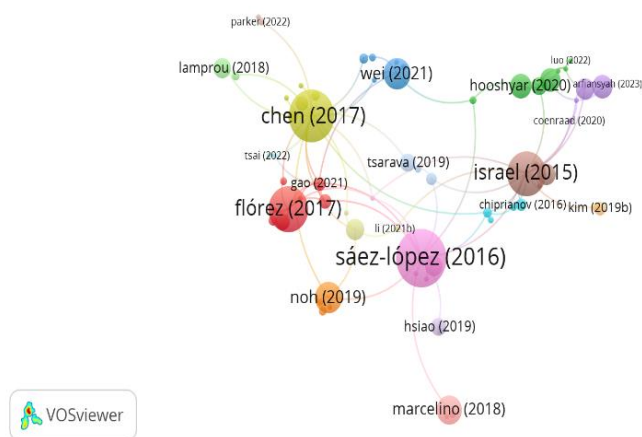 parker (2022)
luo (2022)
lamprou (2018)
wei (2021)
hooshyar (2020)
arfiansyah (2023)
chen (2017)
coenraad (2020)
tsai (2022)
tsarava (2019)
israel (2015)
gao (2021)
flórez (2017)
chiprianov (2016)
kim (2019b)
li (2021b)
sáez-lópez (2016)
noh (2019)
hsiao (2019)
marcelino (2018)
VOSviewer